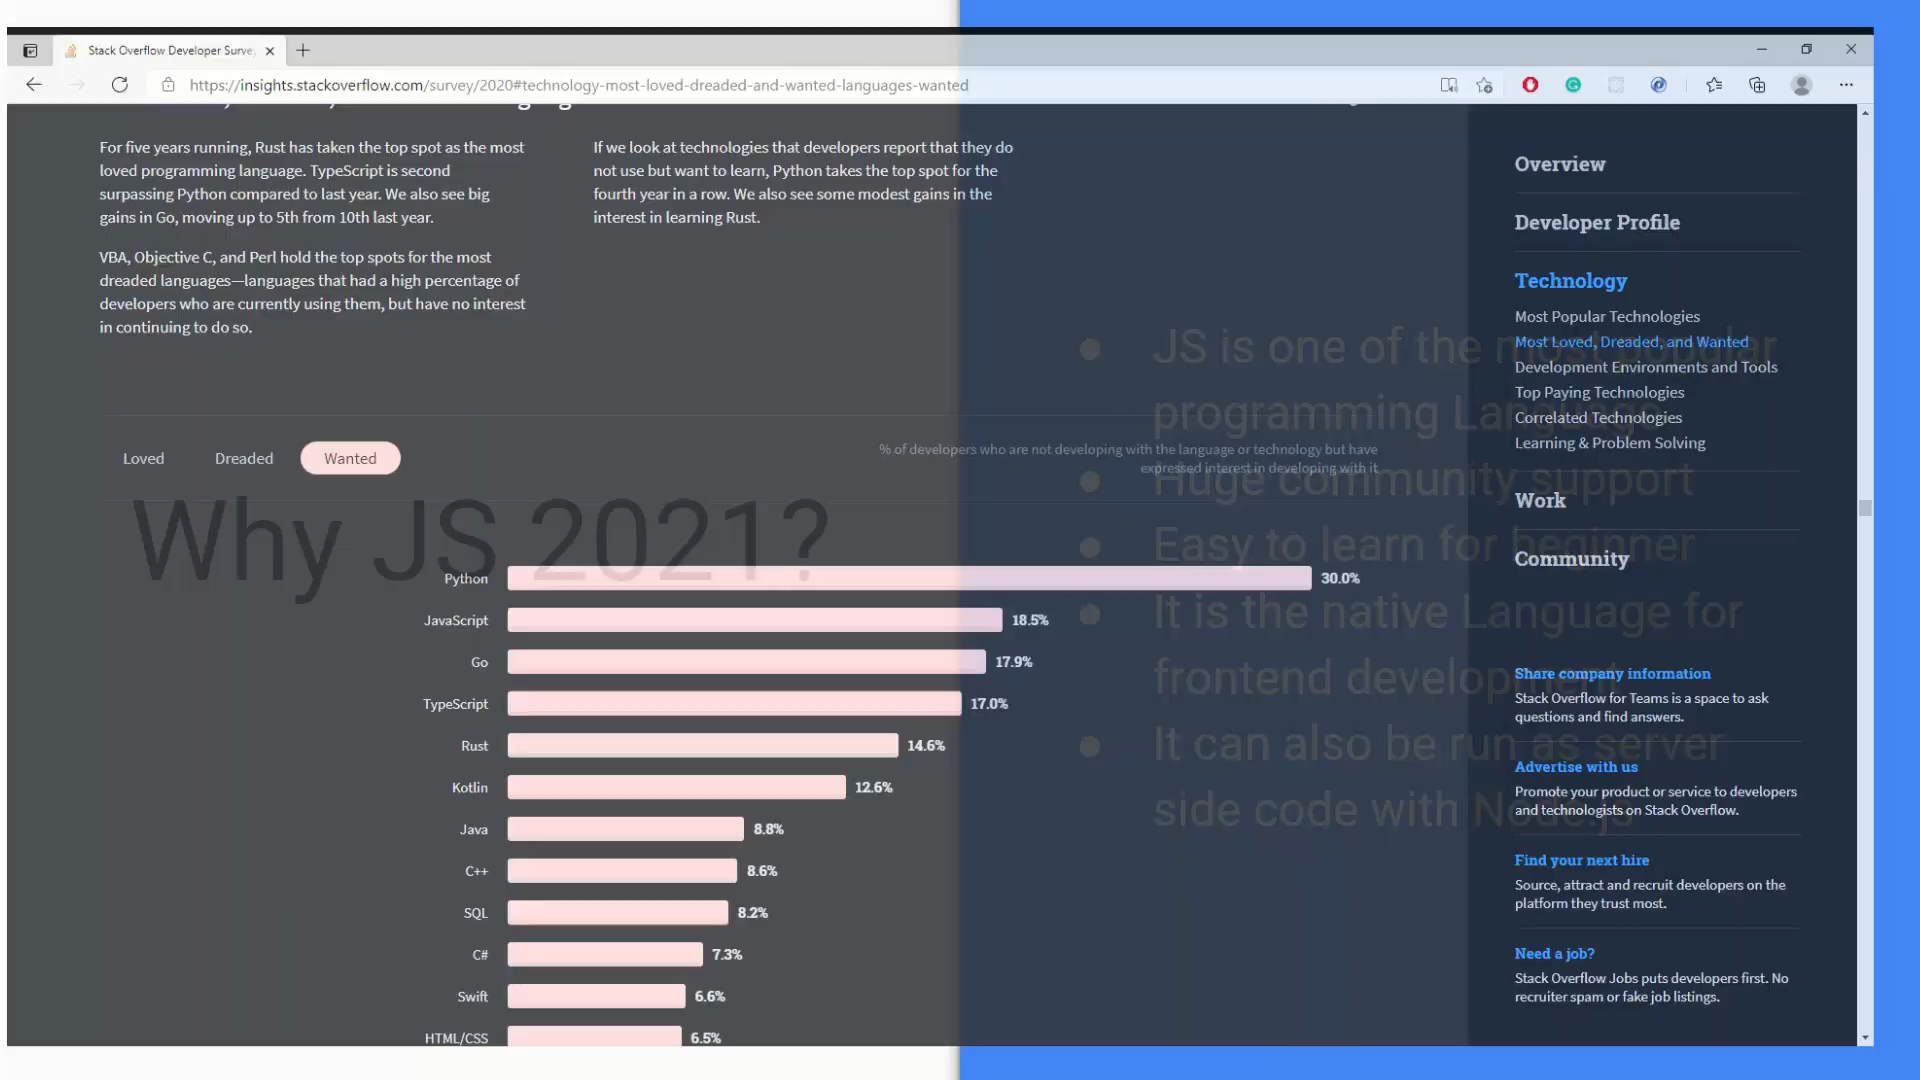 Stack Overflow Developer Surve
https://insights.stackoverflow.com/survey/2020#technology-most-loved-dreaded-and-wanted-languages-wanted
For five years running, Rust has taken the top spot as the most
loved programming language. TypeScript is second
surpassing Python compared to last year. We also see big
gains in Go, moving up to 5th from 10th last year.
VBA, Objective C, and Perl hold the top spots for the most
dreaded languages—languages that had a high percentage of
developers who are currently using them, but have no interest
in continuing to do so.
If we look at technologies that developers report that they do
not use but want to learn, Python takes the top spot for the
fourth year in a row. We also see some modest gains in the
interest in learning Rust.
Loved Dreaded Wanted
% of developers who are not developing with the language or technology but have
expressed interest in developing with it
Why JS 2021?
Python 30.0%
JavaScript 18.5%
Go 17.9%
TypeScript 17.0%
Rust 14.6%
Kotlin 12.6%
Java 8.8%
C++ 8.6%
SQL 8.2%
C# 7.3%
Swift 6.6%
HTML/CSS 6.5%
JS is one of the most popular
programming Language
Huge community support
Easy to learn for beginner
It is the native Language for
frontend development
It can also be run as server
side code with Node.js
Overview
Developer Profile
Technology
Most Popular Technologies
Most Loved, Dreaded, and Wanted
Development Environments and Tools
Top Paying Technologies
Correlated Technologies
Learning & Problem Solving
Work
Community
Share company information
Stack Overflow for Teams is a space to ask
questions and find answers.
Advertise with us
Promote your product or service to developers
and technologists on Stack Overflow.
Find your next hire
Source, attract and recruit developers on the
platform they trust most.
Need a job?
Stack Overflow Jobs puts developers first. No
recruiter spam or fake job listings.